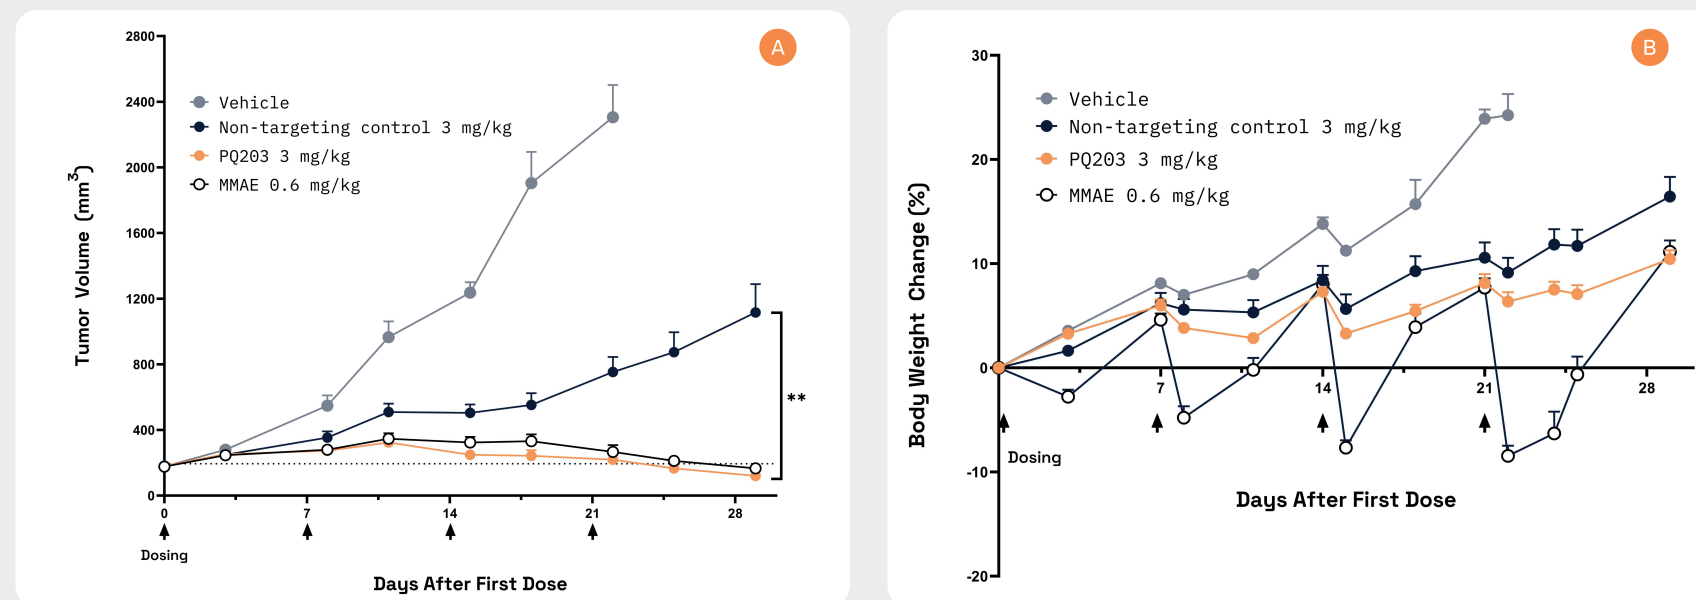 A
2800
2400
2000
1600
1200
800
400
0
Tumor Volume (mm³)
Vehicle
Non-targeting control 3 mg/kg
PQ203 3 mg/kg
MMAE 0.6 mg/kg
**
0 7 14 21 28
Dosing
Days After First Dose
B
30
20
10
0
-10
-20
Body Weight Change (%)
Vehicle
Non-targeting control 3 mg/kg
PQ203 3 mg/kg
MMAE 0.6 mg/kg
7 14 21 28
Dosing
Days After First Dose